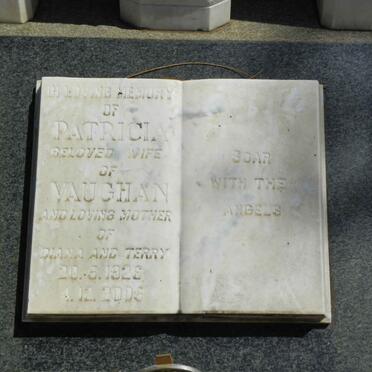 IN LOVING MEMORY
OF
PATRICIA
BELOVED WIFE
OF
VAUGHAN
AND LOVING MOTHER
OF
DIANA AND TERRY
SOAR
WITH THE
ANGELS